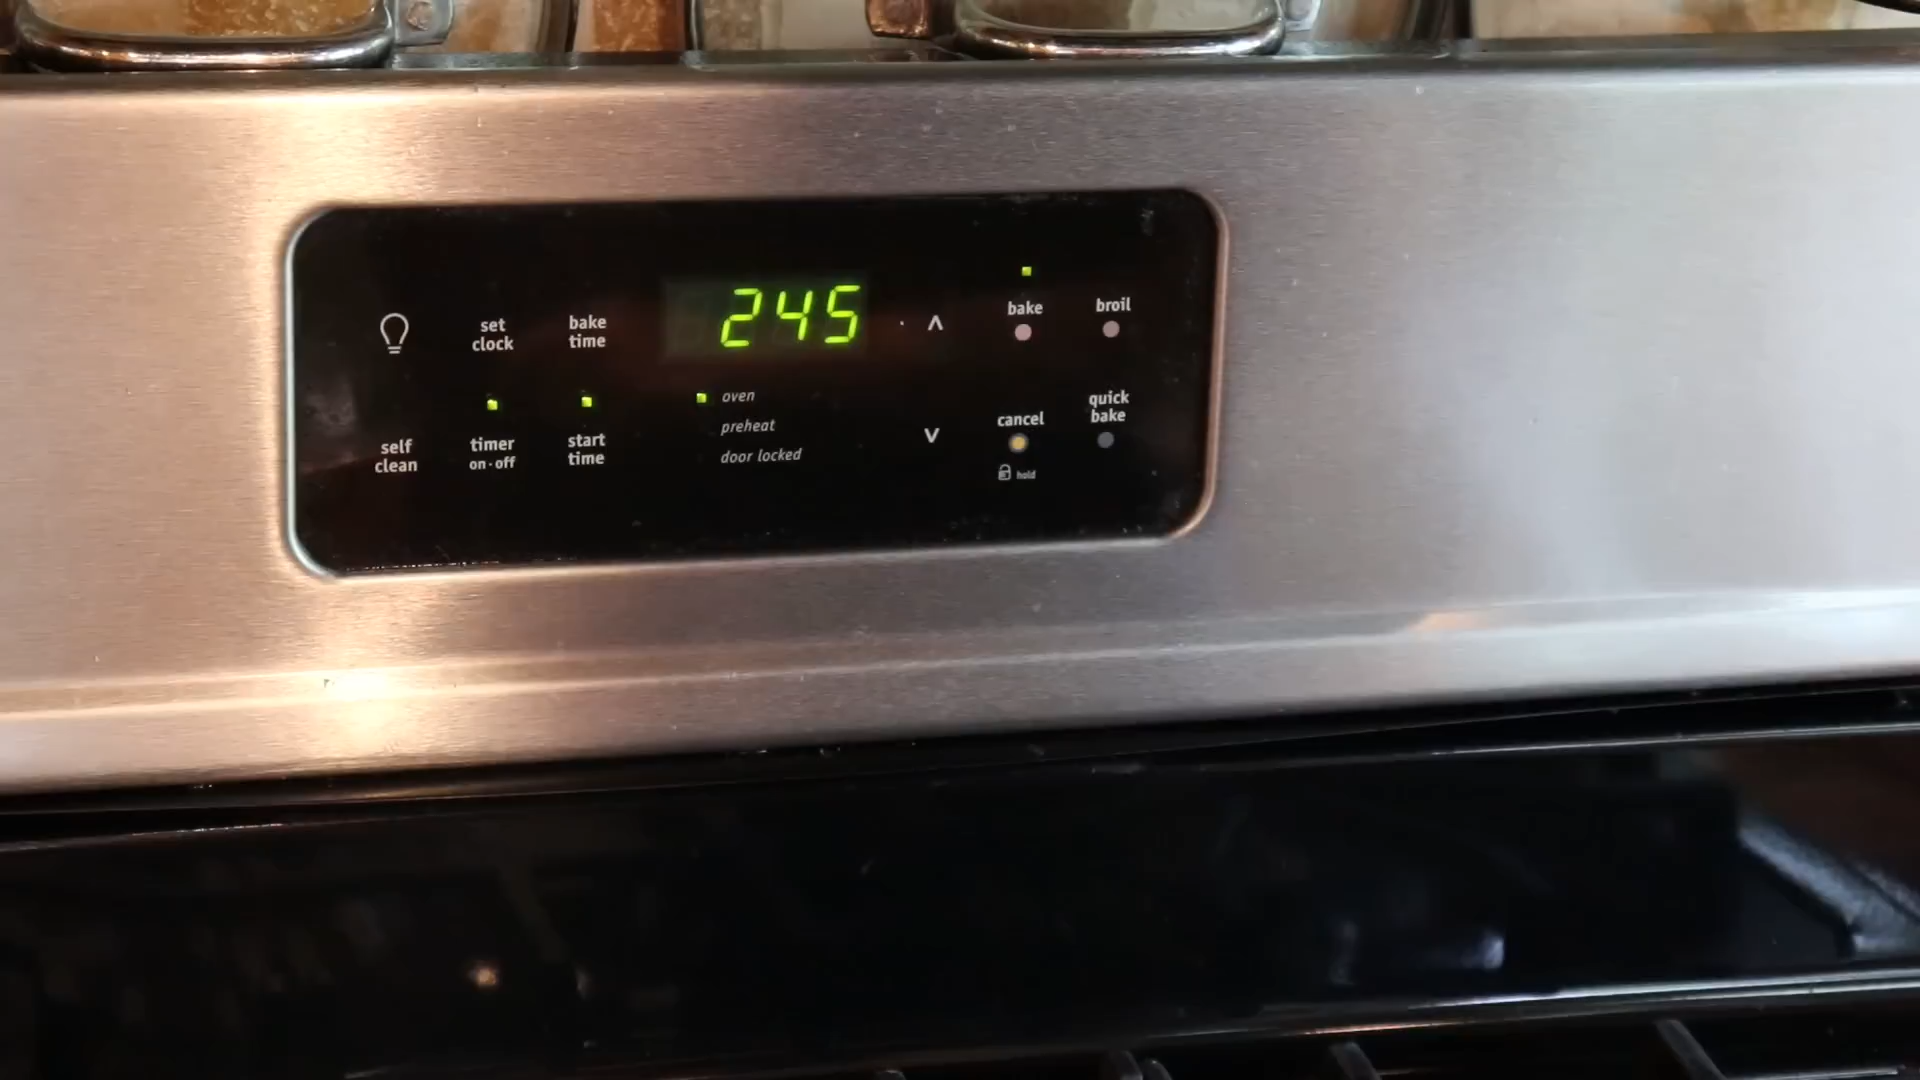 set
clock
bake
time
245
bake
broil
self
clean
timer
on·off
start
time
oven
preheat
door locked
cancel
hold
quick
bake